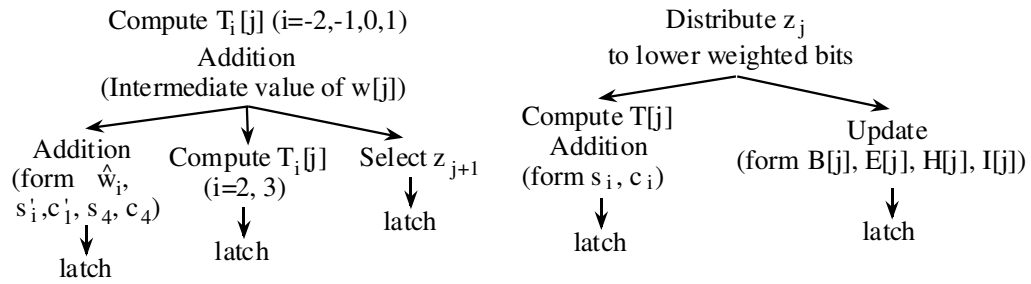 Compute T_i[j] (i=-2,-1,0,1)
Addition
(Intermediate value of w[j])
Addition
(form ŵ_i,
s'_i,c'_1, s_4, c_4)
latch
Compute T_i[j]
(i=2, 3)
latch
Select z_{j+1}
latch
Distribute z_j
to lower weighted bits
Compute T[j]
Addition
(form s_i, c_i)
latch
Update
(form B[j], E[j], H[j], I[j])
latch